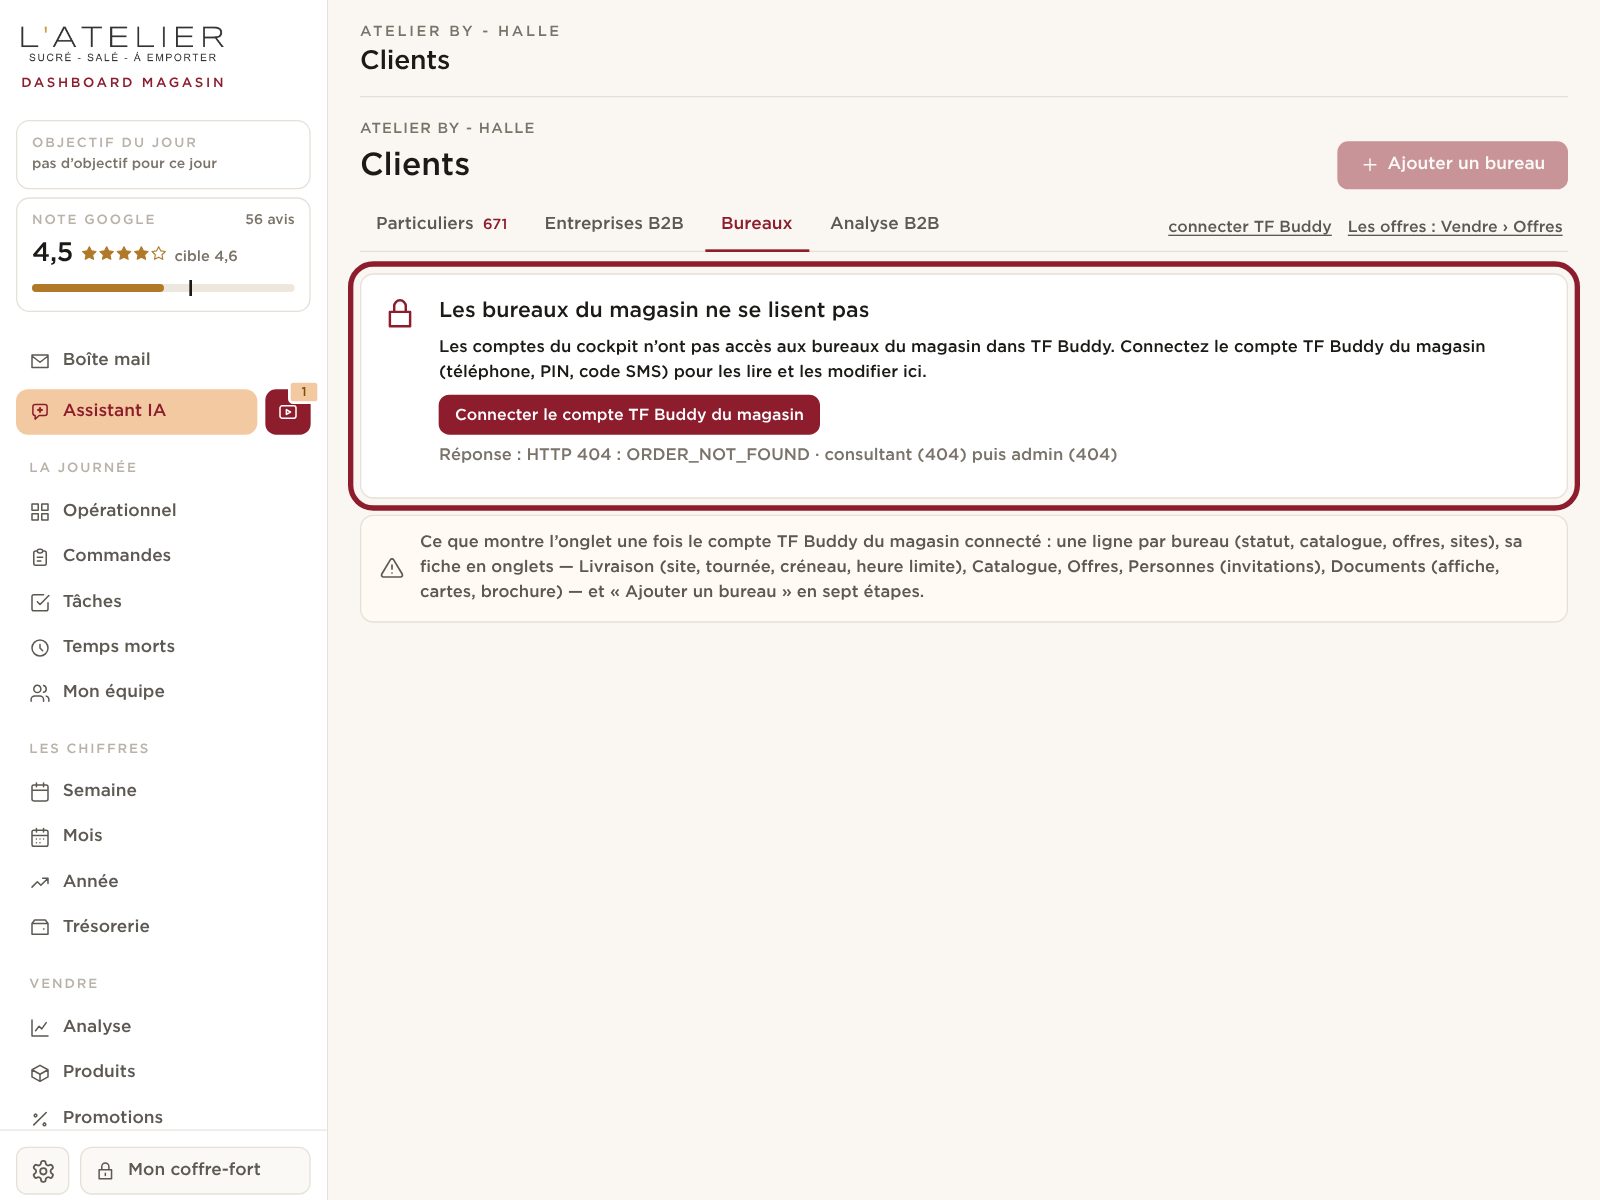 L'ATELIER
SUCRÉ - SALÉ - À EMPORTER
DASHBOARD MAGASIN
OBJECTIF DU JOUR
pas d’objectif pour ce jour
NOTE GOOGLE
56 avis
4,5
cible 4,6
Boîte mail
Assistant IA
1
LA JOURNÉE
Opérationnel
Commandes
Tâches
Temps morts
Mon équipe
LES CHIFFRES
Semaine
Mois
Année
Trésorerie
VENDRE
Analyse
Produits
Promotions
Mon coffre-fort
ATELIER BY - HALLE
Clients
ATELIER BY - HALLE
Clients
+ Ajouter un bureau
Particuliers 671
Entreprises B2B
Bureaux
Analyse B2B
connecter TF Buddy
Les offres : Vendre › Offres
Les bureaux du magasin ne se lisent pas
Les comptes du cockpit n’ont pas accès aux bureaux du magasin dans TF Buddy. Connectez le compte TF Buddy du magasin
(téléphone, PIN, code SMS) pour les lire et les modifier ici.
Connecter le compte TF Buddy du magasin
Réponse : HTTP 404 : ORDER_NOT_FOUND · consultant (404) puis admin (404)
Ce que montre l’onglet une fois le compte TF Buddy du magasin connecté : une ligne par bureau (statut, catalogue, offres, sites), sa
fiche en onglets — Livraison (site, tournée, créneau, heure limite), Catalogue, Offres, Personnes (invitations), Documents (affiche,
cartes, brochure) — et « Ajouter un bureau » en sept étapes.